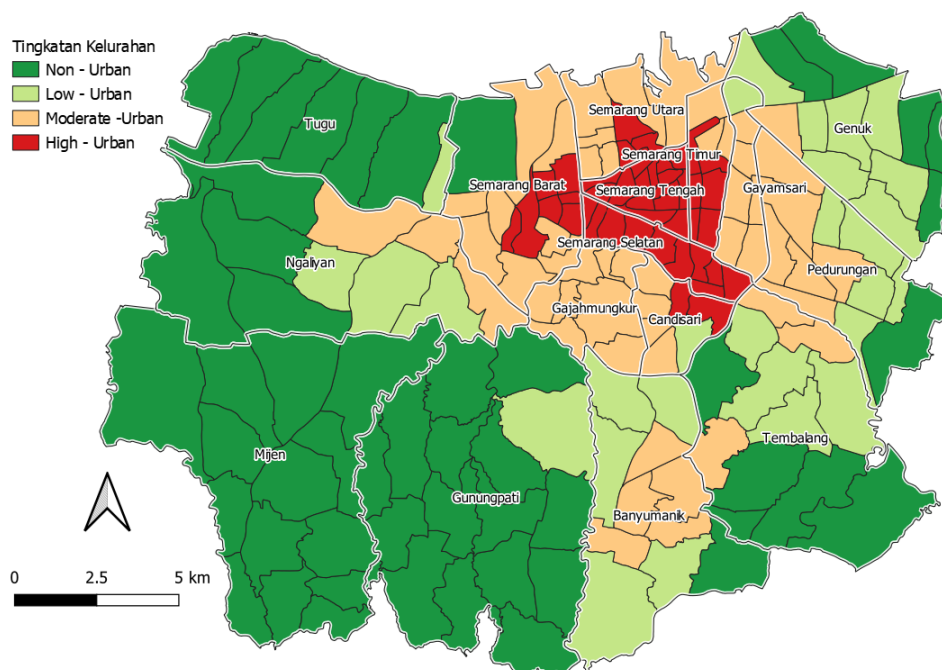 Tingkatan Kelurahan
Non - Urban
Low - Urban
Moderate -Urban
High - Urban
Tugu
Semarang Utara
Genuk
Semarang Timur
Semarang Barat
Semarang Tengah
Gayamsari
Semarang Selatan
Ngaliyan
Pedurungan
Gajahmungkur
Candisari
Mijen
Tembalang
Gunungpati
Banyumanik
0 2.5 5 km